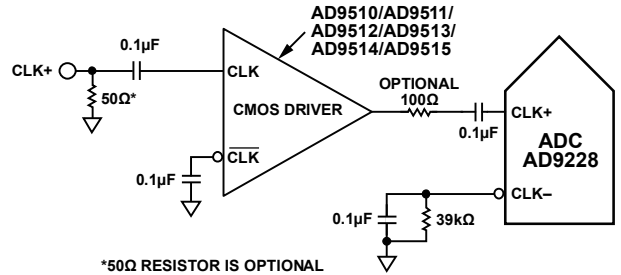 AD9510/AD9511/
AD9512/AD9513/
AD9514/AD9515
0.1µF
CLK+
CLK
50Ω*
CMOS DRIVER
OPTIONAL
100Ω
0.1µF
CLK+
ADC
AD9228
CLK
0.1µF
CLK–
0.1µF
39kΩ
*50Ω RESISTOR IS OPTIONAL